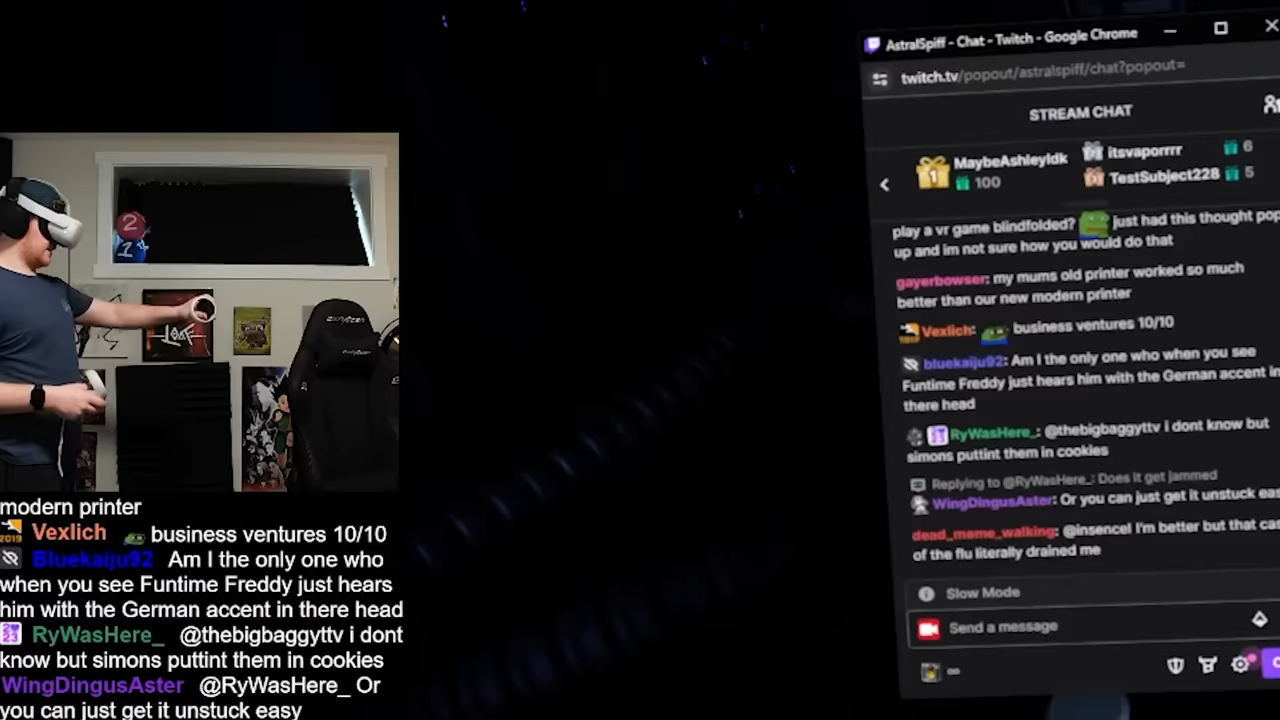 AstralSpiff - Chat - Twitch - Google Chrome
twitch.tv/popout/astralspiff/chat?popout=
STREAM CHAT
1 MaybeAshleyIdk
100
itsvaporrrr 6
TestSubject228 5
play a vr game blindfolded? just had this thought pop
up and im not sure how you would do that
gayerbowser: my mums old printer worked so much
better than our new modern printer
Vexlich: business ventures 10/10
bluekaiju92: Am I the only one who when you see
Funtime Freddy just hears him with the German accent in
there head
RyWasHere_: @thebigbaggyttv i dont know but
simons puttint them in cookies
Replying to @RyWasHere_: Does it get jammed
WingDingusAster: Or you can just get it unstuck eas
dead_meme_walking: @insencel I'm better but that cas
of the flu literally drained me
Slow Mode
Send a message
2
1
modern printer
2019 Vexlich business ventures 10/10
Bluekaiju92 Am I the only one who
when you see Funtime Freddy just hears
him with the German accent in there head
RyWasHere_ @thebigbaggyttv i dont
know but simons puttint them in cookies
WingDingusAster @RyWasHere_ Or
you can just get it unstuck easy